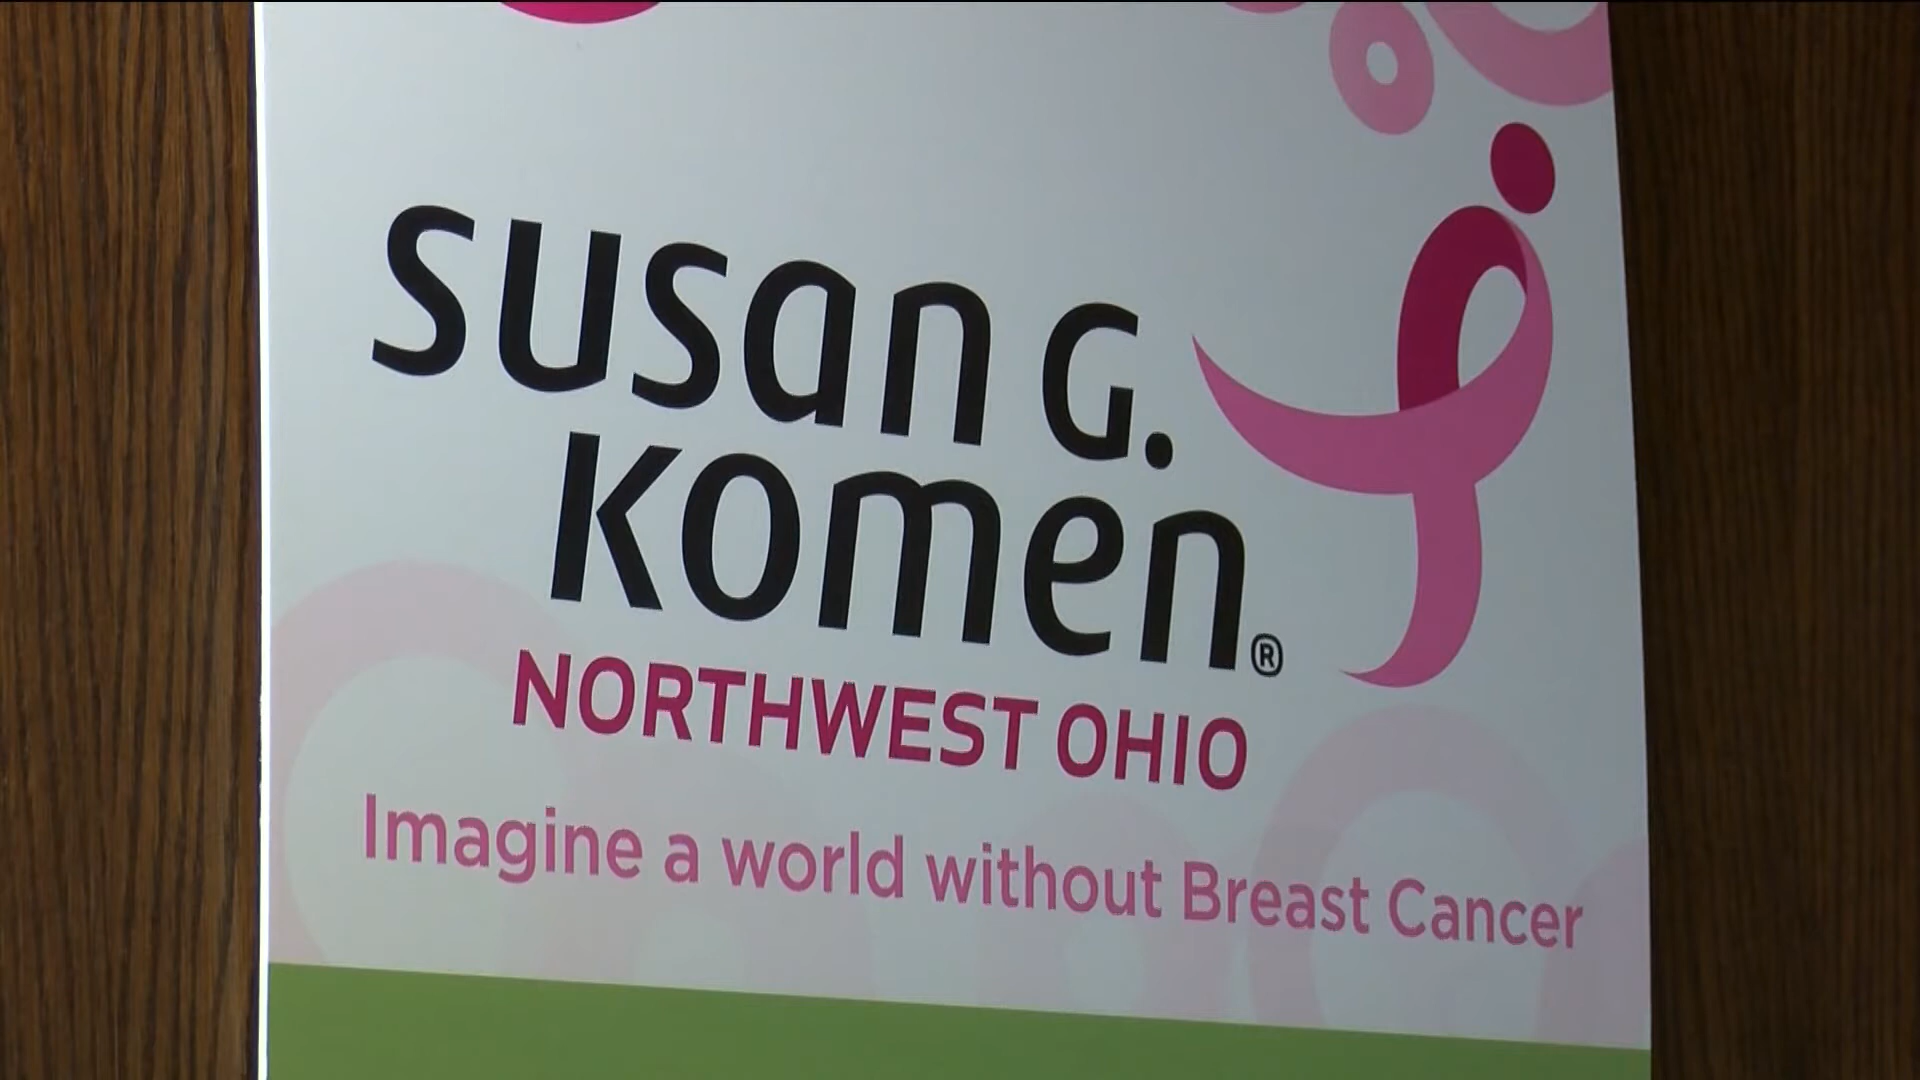 Susan G.
Komen®
NORTHWEST OHIO
Imagine a world without Breast Cancer